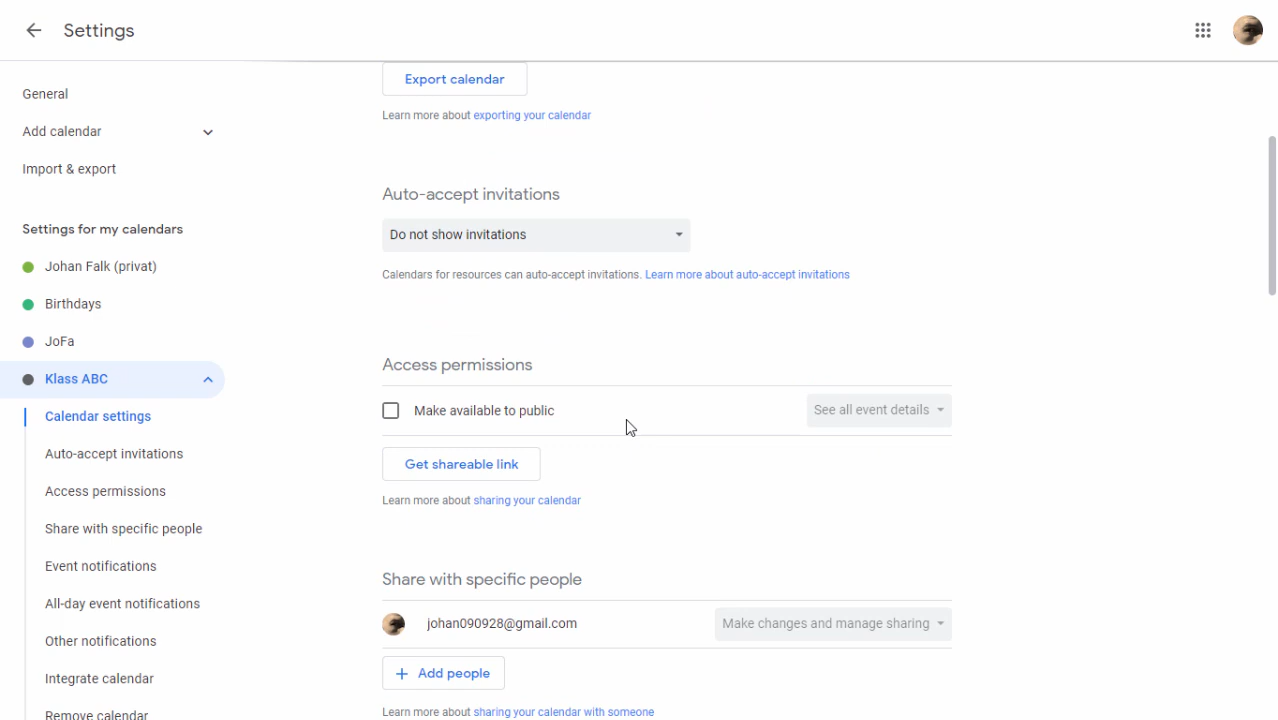 Settings
General
Add calendar
Import & export
Settings for my calendars
Johan Falk (privat)
Birthdays
JoFa
Klass ABC
Calendar settings
Auto-accept invitations
Access permissions
Share with specific people
Event notifications
All-day event notifications
Other notifications
Integrate calendar
Remove calendar
Export calendar
Learn more about exporting your calendar
Auto-accept invitations
Do not show invitations
Calendars for resources can auto-accept invitations. Learn more about auto-accept invitations
Access permissions
Make available to public See all event details
Get shareable link
Learn more about sharing your calendar
Share with specific people
johan090928@gmail.com Make changes and manage sharing
Add people
Learn more about sharing your calendar with someone